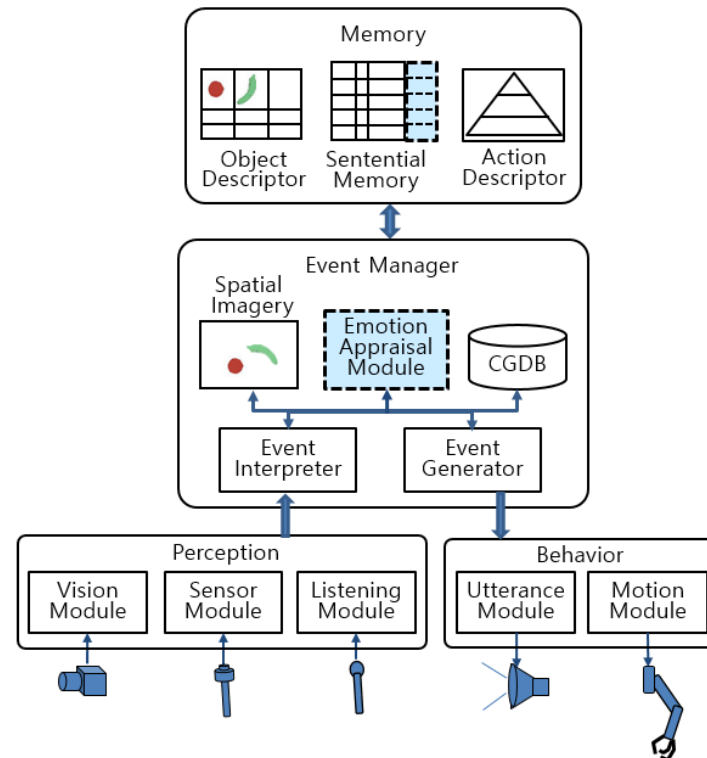 Memory
Object
Descriptor
Sentential
Memory
Action
Descriptor
Event Manager
Spatial
Imagery
Emotion
Appraisal
Module
CGDB
Event
Interpreter
Event
Generator
Perception
Vision
Module
Sensor
Module
Listening
Module
Behavior
Utterance
Module
Motion
Module